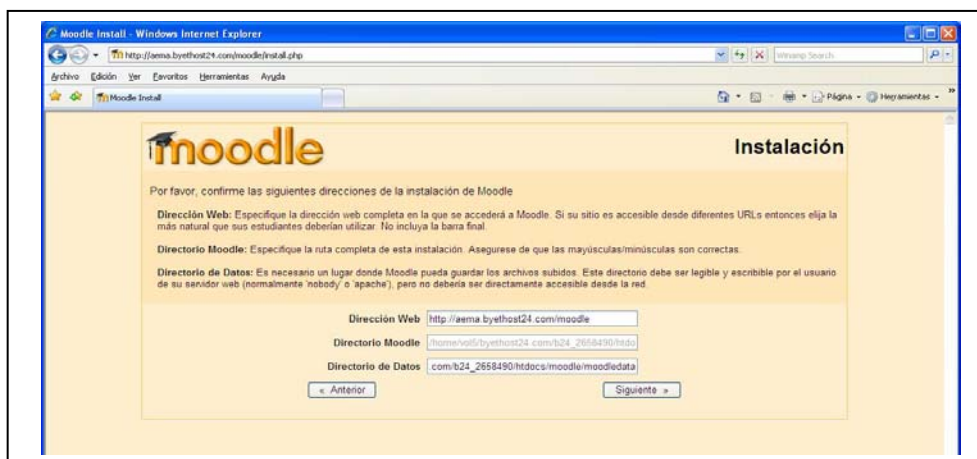 Moodle Install - Windows Internet Explorer
http://aema.byethost24.com/moodle/install.php
Winamp Search
Archivo Edición Ver Favoritos Herramientas Ayuda
Moodle Install
Página
Herramientas
»
moodle
Instalación
Por favor, confirme las siguientes direcciones de la instalación de Moodle
Dirección Web: Especifique la dirección web completa en la que se accederá a Moodle. Si su sitio es accesible desde diferentes URLs entonces elija la
más natural que sus estudiantes deberían utilizar. No incluya la barra final.
Directorio Moodle: Especifique la ruta completa de esta instalación. Asegurese de que las mayúsculas/minúsculas son correctas.
Directorio de Datos: Es necesario un lugar donde Moodle pueda guardar los archivos subidos. Este directorio debe ser legible y escribible por el usuario
de su servidor web (normalmente 'nobody' o 'apache'), pero no debería ser directamente accesible desde la red.
Dirección Web http://aema.byethost24.com/moodle
Directorio Moodle /home/vol5/byethost24.com/b24_2658490/htdo
Directorio de Datos .com/b24_2658490/htdocs/moodle/moodledata
« Anterior
Siguiente »